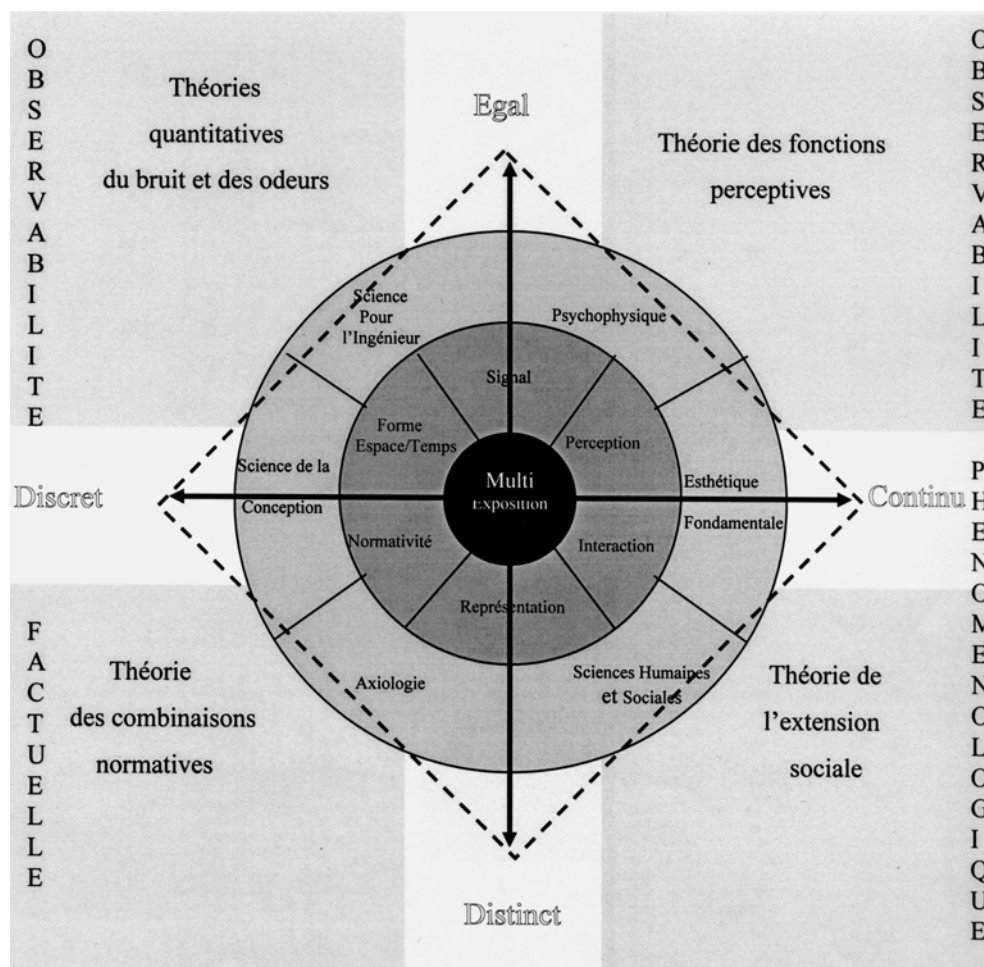 OBSERVABILITE
FACTUELLE
Théories
quantitatives
du bruit et des odeurs
Egal
Théorie des fonctions
perceptives
OBSERVABILITE
PHENOMENOLOGIQUE
Science
Pour
l'Ingénieur
Psychophysique
Signal
Forme
Espace/Temps
Perception
Science de la
Conception
Esthétique
Fondamentale
Discret
Multi
Exposition
Continu
Normativité
Interaction
Représentation
Axiologie
Sciences Humaines
et Sociales
Théorie
des combinaisons
normatives
Théorie de
l'extension
sociale
Distinct